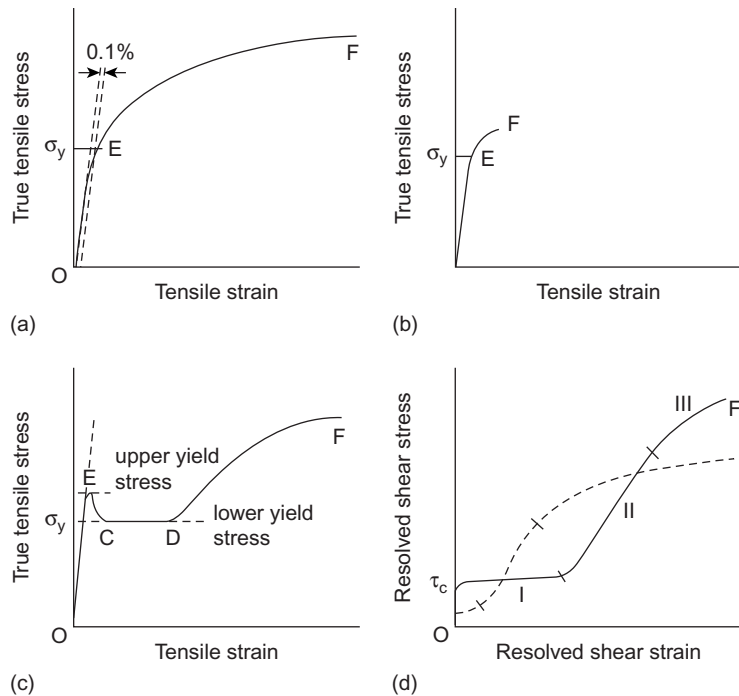 0.1%
F
σy
E
True tensile stress
O
Tensile strain
(a)
F
σy
E
True tensile stress
Tensile strain
(b)
E
upper yield
stress
F
σy
C
D
lower yield
stress
True tensile stress
O
Tensile strain
(c)
III
F
II
τc
I
Resolved shear stress
O
Resolved shear strain
(d)